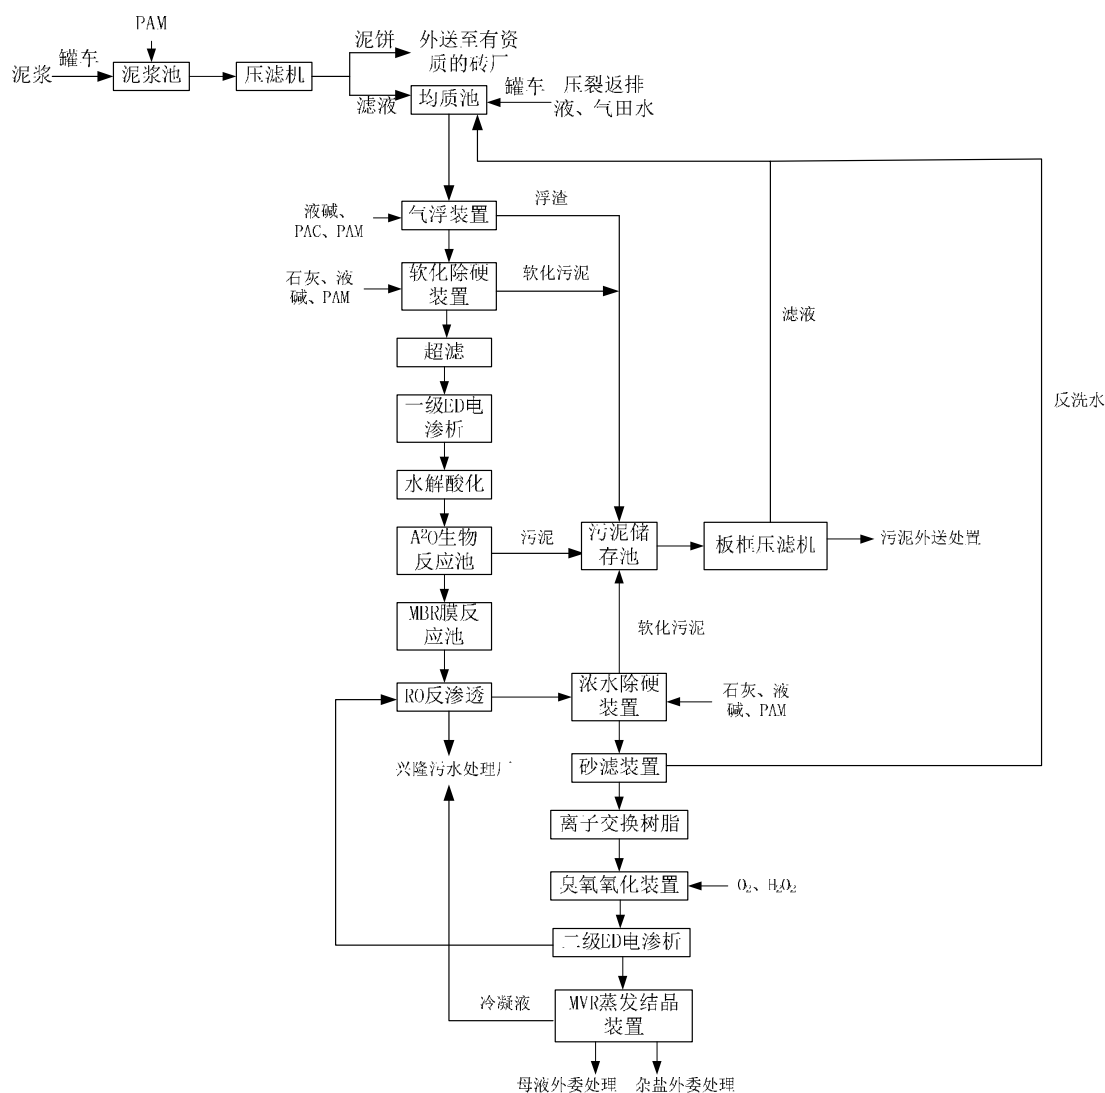 PAM
泥浆
罐车
泥浆池
压滤机
泥饼
外送至有资
质的砖厂
滤液
均质池
罐车
压裂返排
液、气田水
液碱、
PAC、PAM
气浮装置
浮渣
石灰、液
碱、PAM
软化除硬
装置
软化污泥
滤液
超滤
一级ED电
渗析
反洗水
水解酸化
A²O生物
反应池
污泥
污泥储
存池
板框压滤机
污泥外送处置
MBR膜反
应池
软化污泥
RO反渗透
浓水除硬
装置
石灰、液
碱、PAM
兴隆污水处理厂
砂滤装置
离子交换树脂
臭氧氧化装置
O₂、H₂O₂
二级ED电渗析
冷凝液
MVR蒸发结晶
装置
母液外委处理
杂盐外委处理